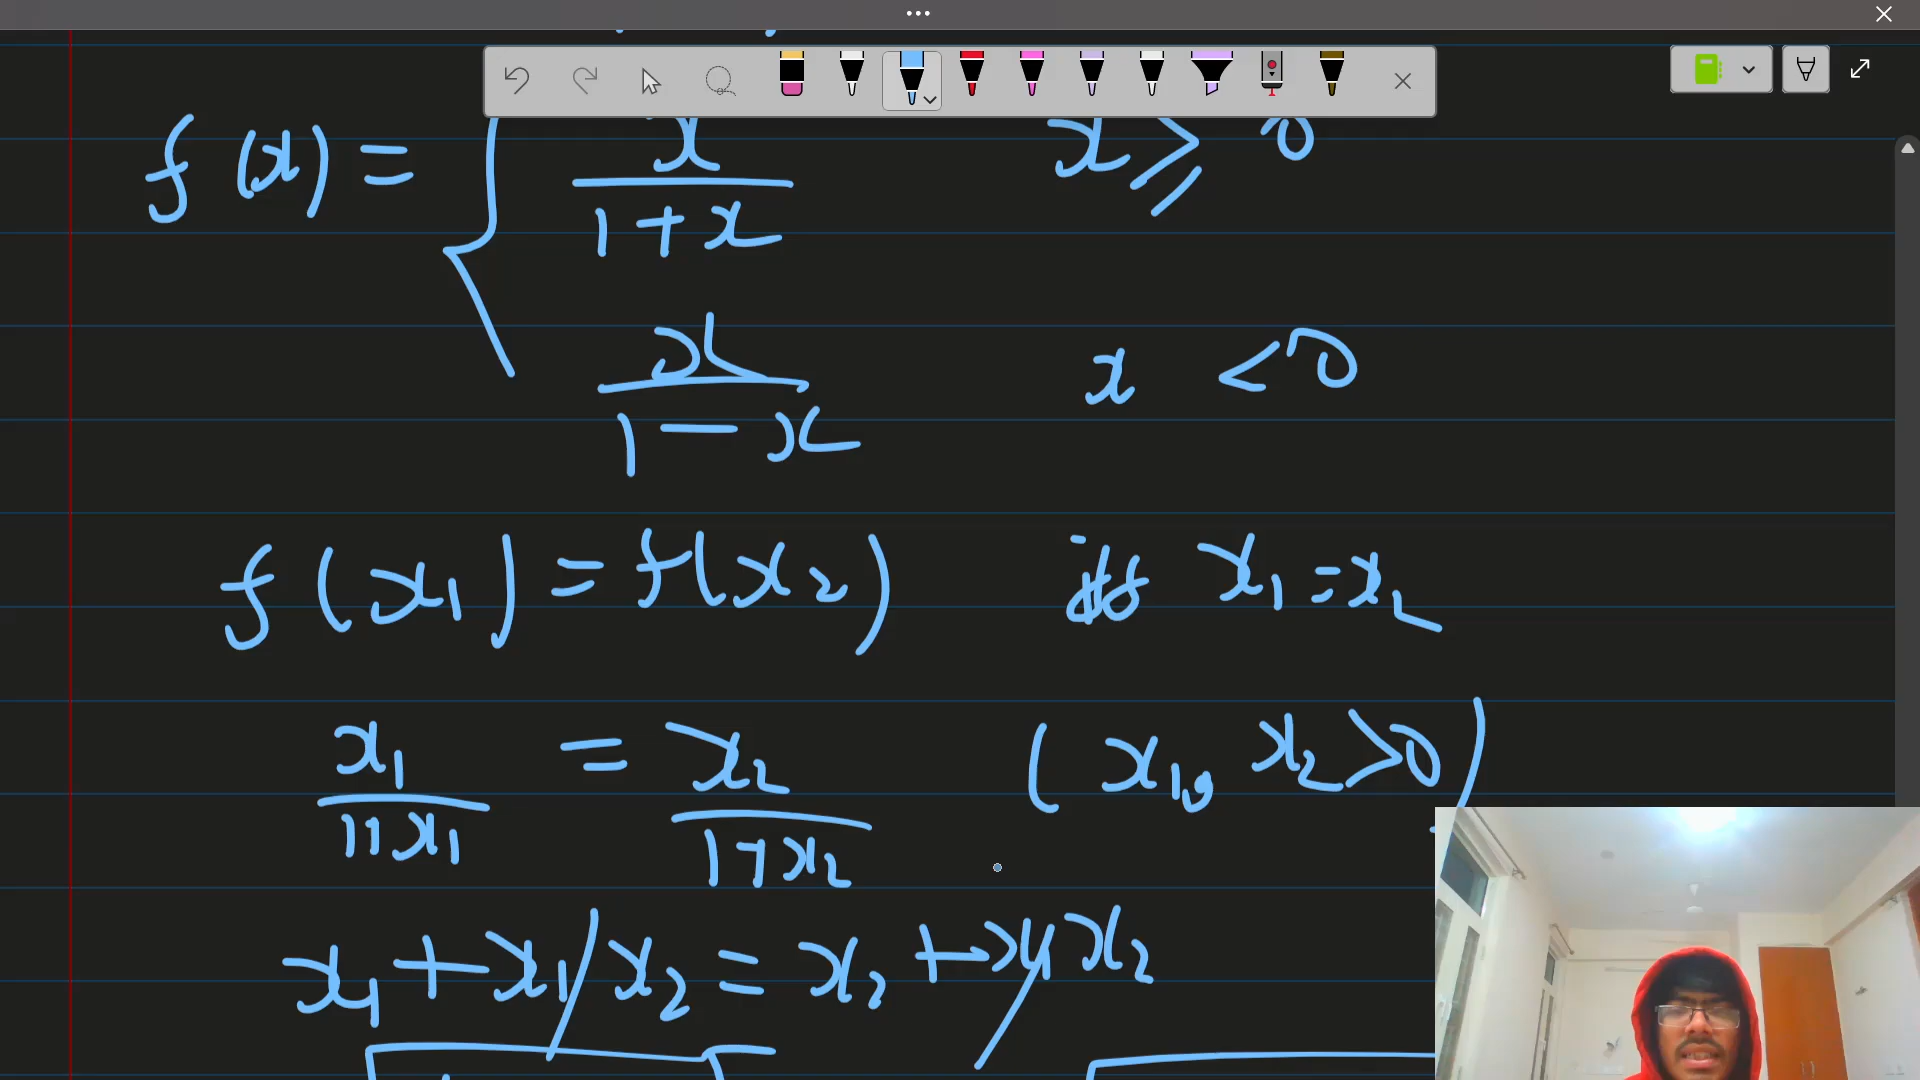 f(x) = { x / 1+x   x ≥ 0
x / 1-x   x < 0
f(x1) = f(x2)   iff x1 = x2
x1 / 1+x1 = x2 / 1+x2   (x1, x2 > 0)
x1 + x1x2 = x2 + x1x2